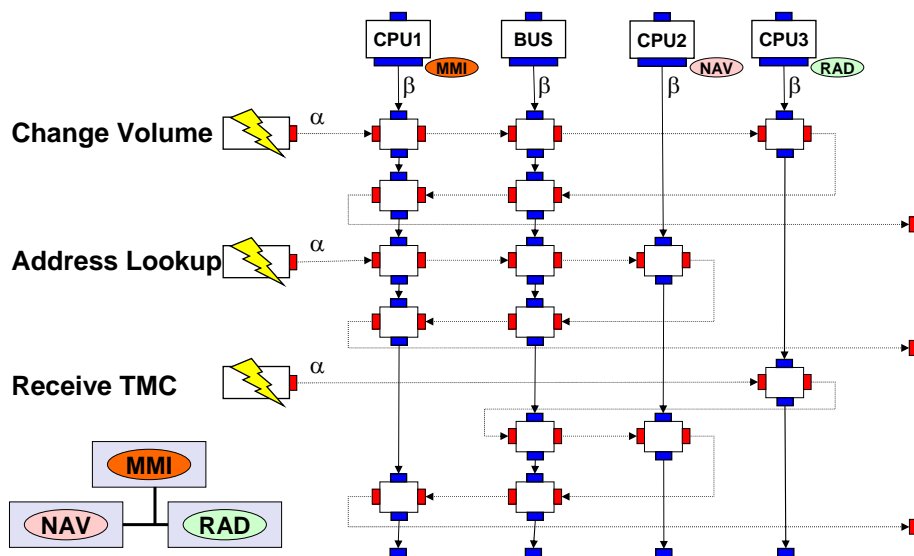 CPU1 BUS CPU2 CPU3
MMI NAV RAD
β β β β
Change Volume α
Address Lookup α
Receive TMC α
MMI
NAV RAD